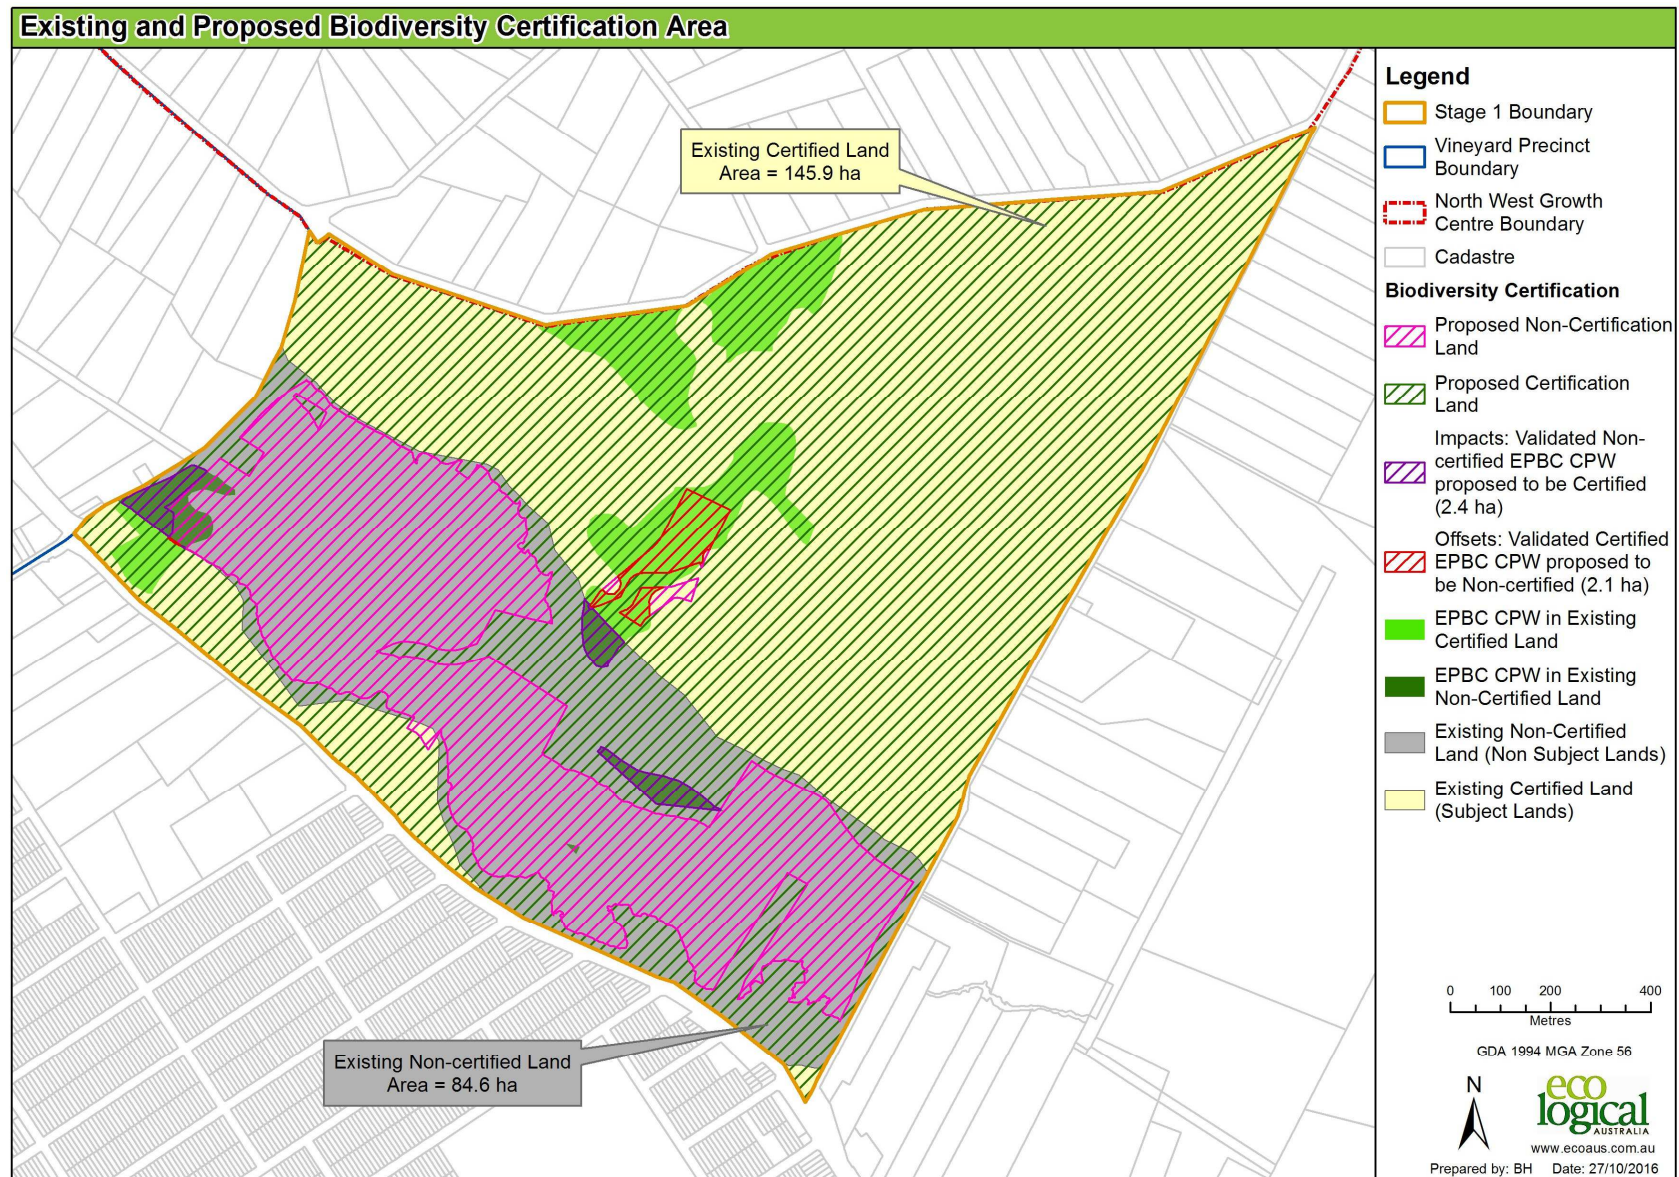 Existing and Proposed Biodiversity Certification Area
Existing Certified Land
Area = 145.9 ha
Existing Non-certified Land
Area = 84.6 ha
Legend
Stage 1 Boundary
Vineyard Precinct
Boundary
North West Growth
Centre Boundary
Cadastre
Biodiversity Certification
Proposed Non-Certification
Land
Proposed Certification
Land
Impacts: Validated Non-
certified EPBC CPW
proposed to be Certified
(2.4 ha)
Offsets: Validated Certified
EPBC CPW proposed to
be Non-certified (2.1 ha)
EPBC CPW in Existing
Certified Land
EPBC CPW in Existing
Non-Certified Land
Existing Non-Certified
Land (Non Subject Lands)
Existing Certified Land
(Subject Lands)
0 100 200 400
Metres
GDA 1994 MGA Zone 56
N
eco
logical
AUSTRALIA
www.ecoaus.com.au
Prepared by: BH Date: 27/10/2016